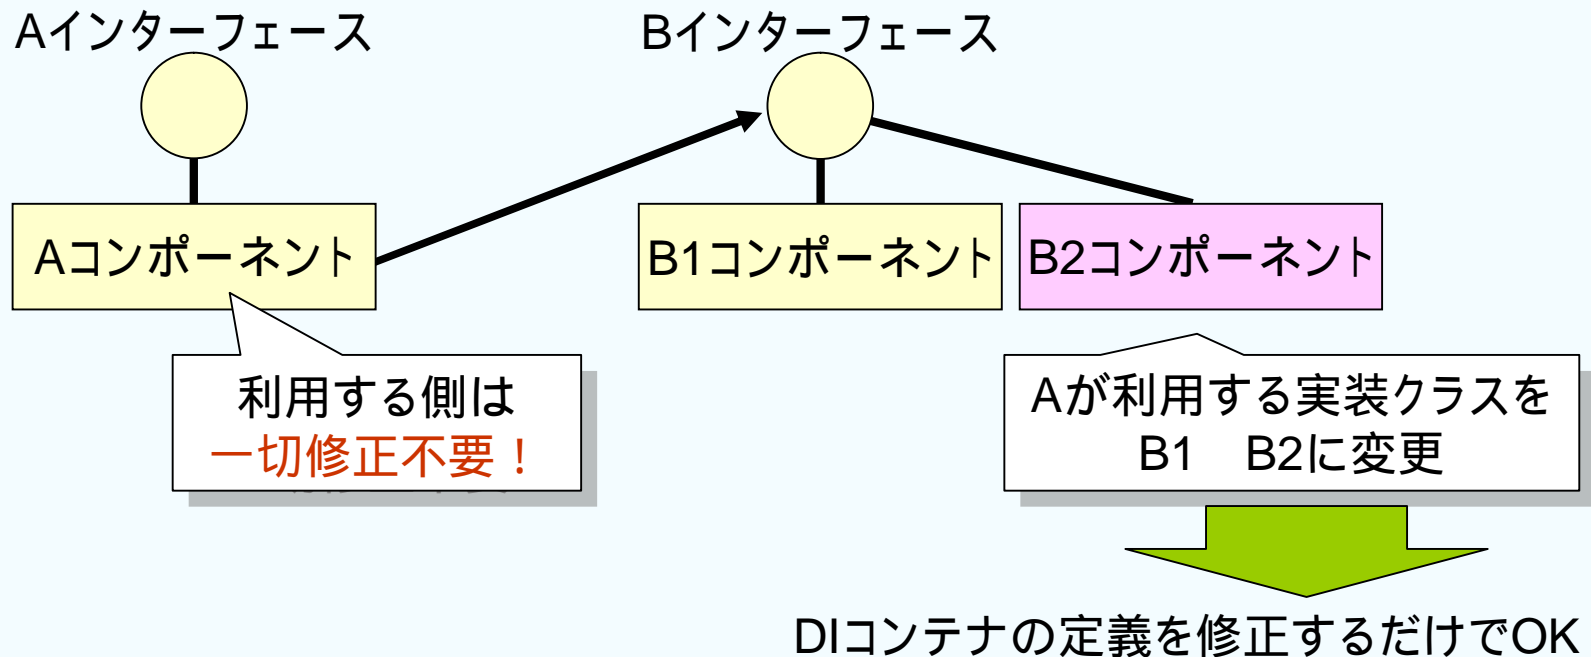 Aインターフェース
Bインターフェース
Aコンポーネント
B1コンポーネント
B2コンポーネント
利用する側は
一切修正不要！
Aが利用する実装クラスを
B1　B2に変更
DIコンテナの定義を修正するだけでOK